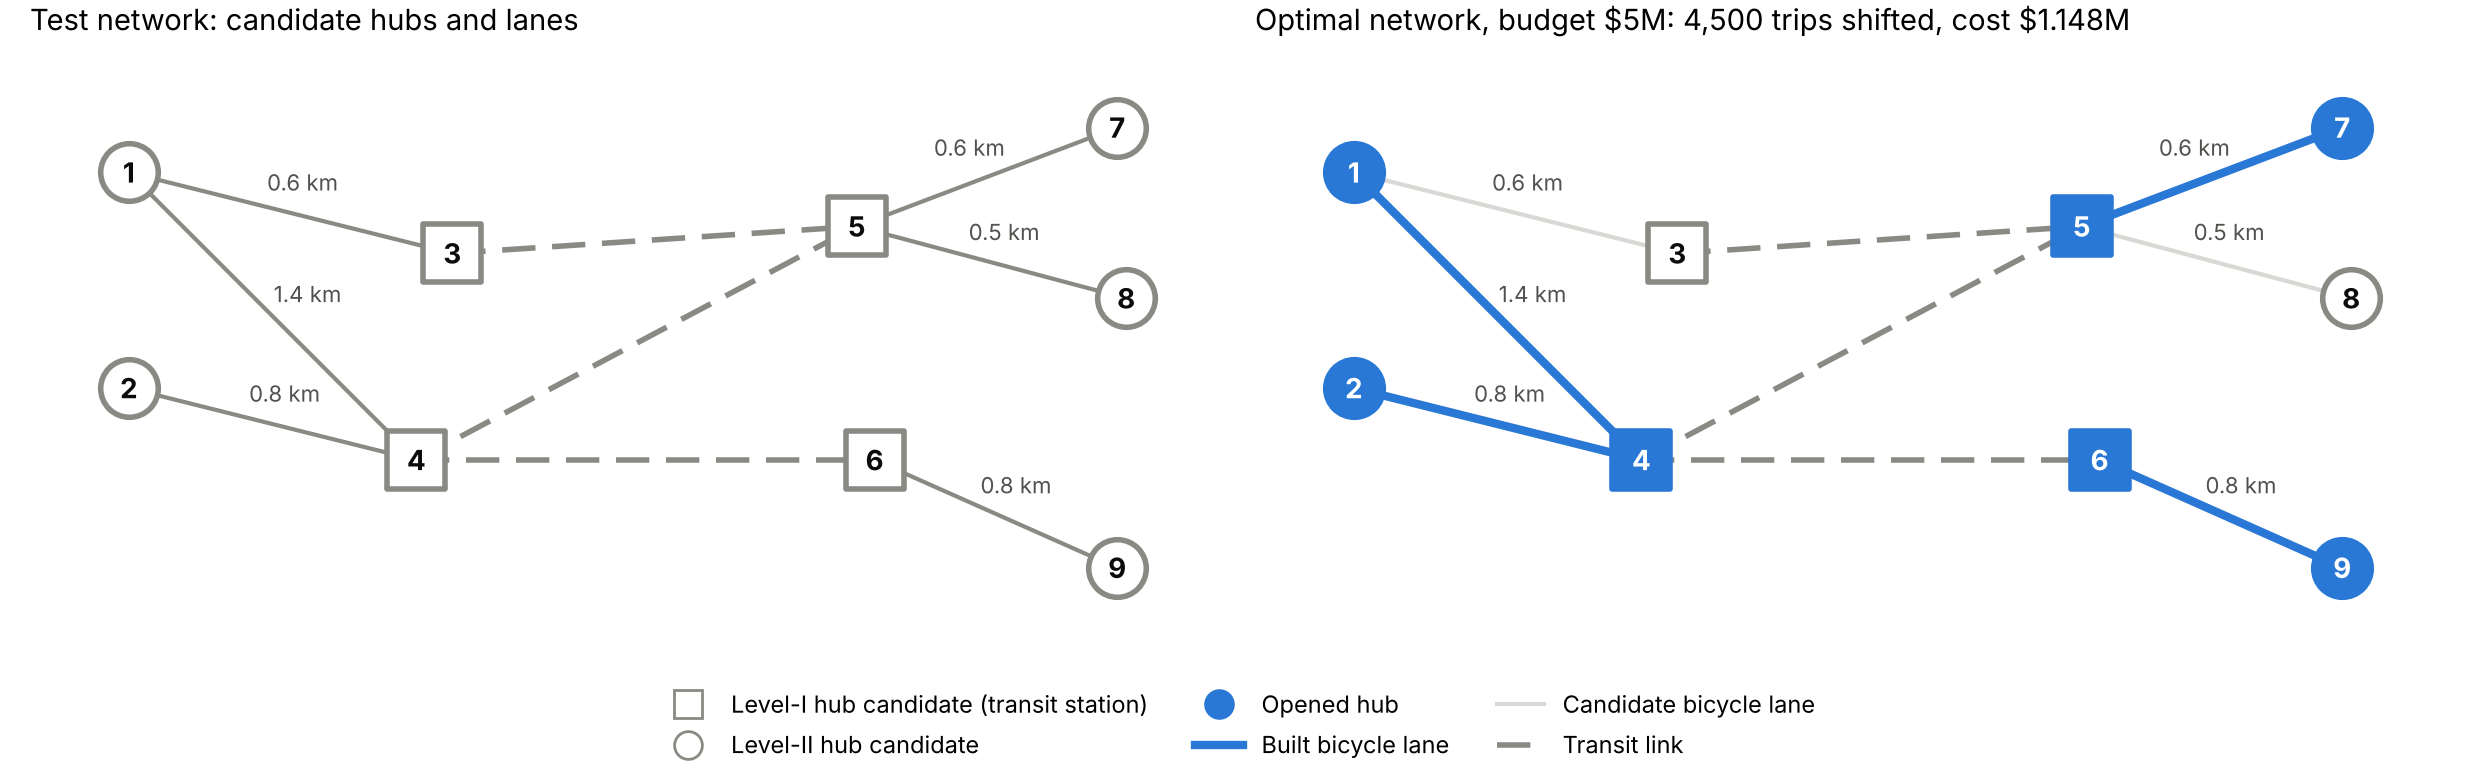 Test network: candidate hubs and lanes
1
0.6 km
3
1.4 km
2
0.8 km
4
5
0.6 km
7
0.5 km
8
6
0.8 km
9
Optimal network, budget $5M: 4,500 trips shifted, cost $1.148M
1
0.6 km
3
1.4 km
2
0.8 km
4
5
0.6 km
7
0.5 km
8
6
0.8 km
9
Level-I hub candidate (transit station)
Level-II hub candidate
Opened hub
Built bicycle lane
Candidate bicycle lane
Transit link